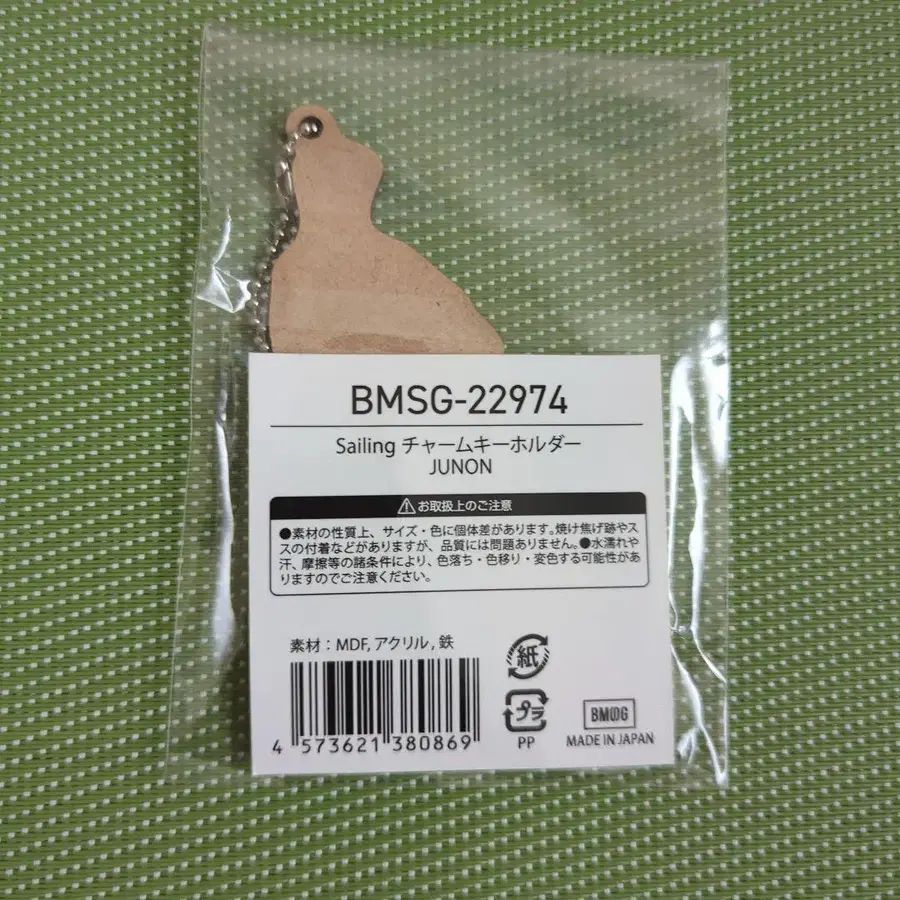 BMSG-22974
Sailing チャームキーホルダー
JUNON
お取扱上のご注意
●素材の性質上、サイズ・色に個体差があります。焼け焦げ跡やス
スの付着などがありますが、品質には問題ありません。●水濡れや
汗、摩擦等の諸条件により、色落ち・色移り・変色する可能性があ
りますのでご注意ください。
素材：MDF, アクリル, 鉄
紙
プラ
PP
BMSG
MADE IN JAPAN
4 573621 380869